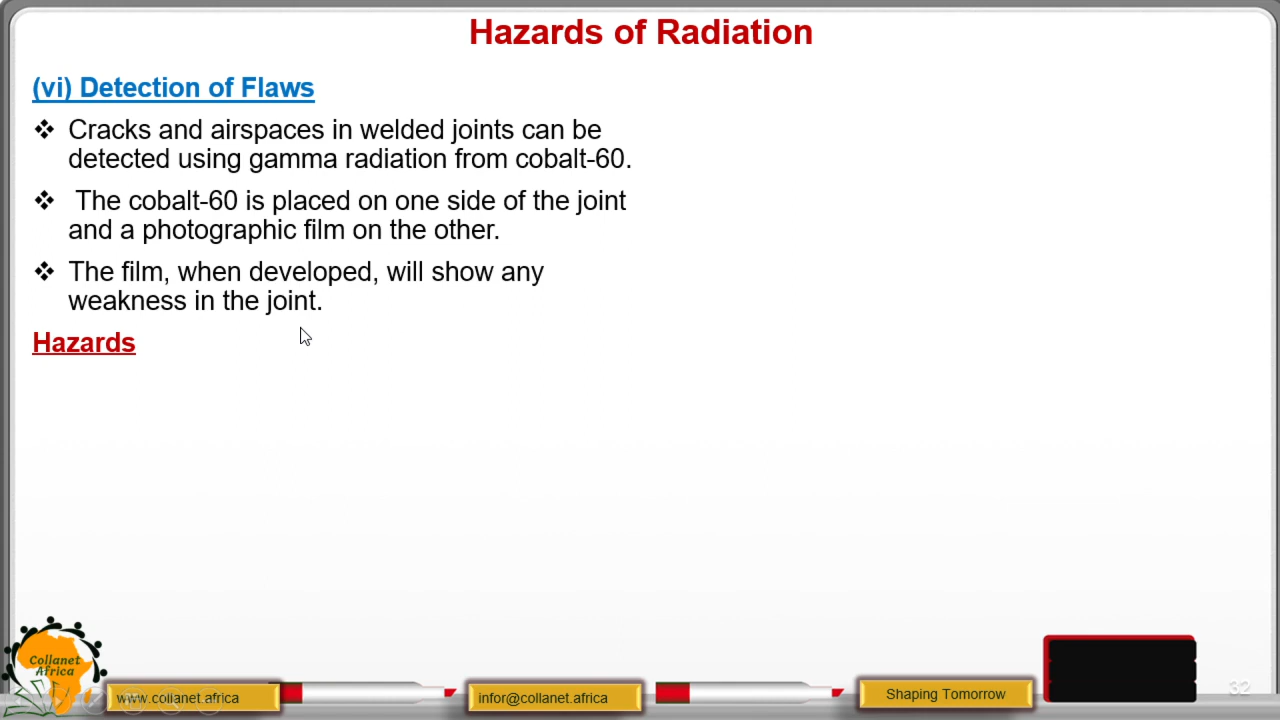 Hazards of Radiation
(vi) Detection of Flaws
❖ Cracks and airspaces in welded joints can be
detected using gamma radiation from cobalt-60.
❖ The cobalt-60 is placed on one side of the joint
and a photographic film on the other.
❖ The film, when developed, will show any
weakness in the joint.
Hazards
Collanet
Africa
www.collanet.africa
infor@collanet.africa
Shaping Tomorrow
32